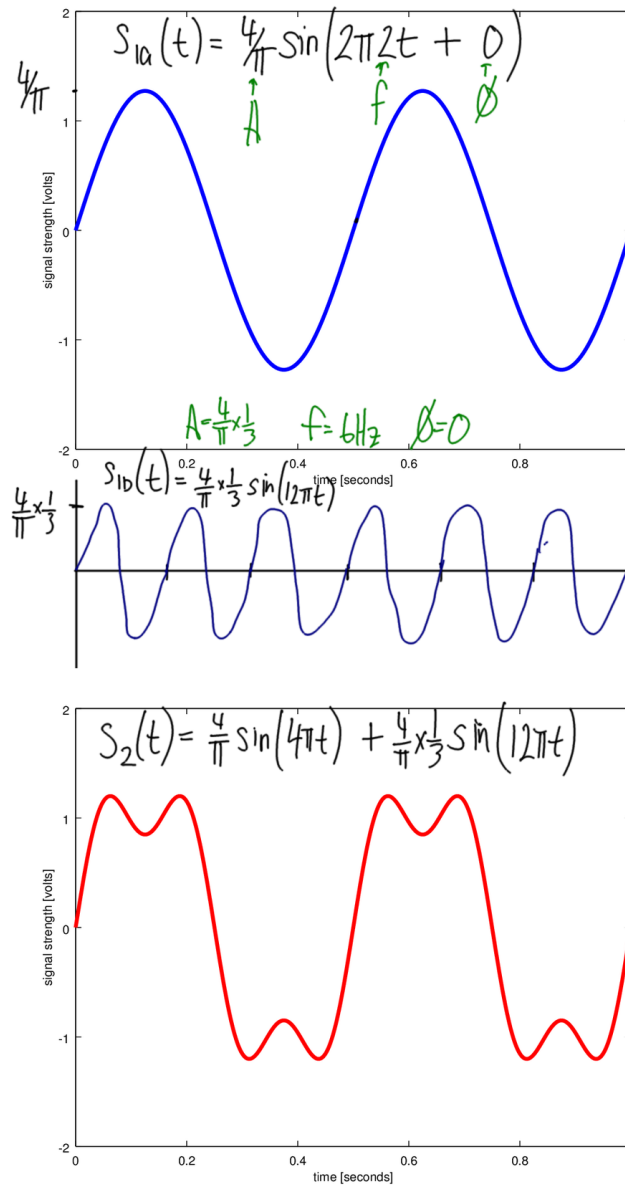 2
S1a(t) = 4/π sin(2π2t + 0)
4/π
↑ ↑ ↑
A f Ø
1
signal strength [volts]
0
-1
A=4/π×1/3 f=6Hz Ø=0
-2
0 0.2 0.4 0.6 0.8
time [seconds]
S1b(t) = 4/π × 1/3 sin(12πt)
4/π×1/3
2
S2(t) = 4/π sin(4πt) + 4/π×1/3 sin(12πt)
1
signal strength [volts]
0
-1
-2
0 0.2 0.4 0.6 0.8
time [seconds]